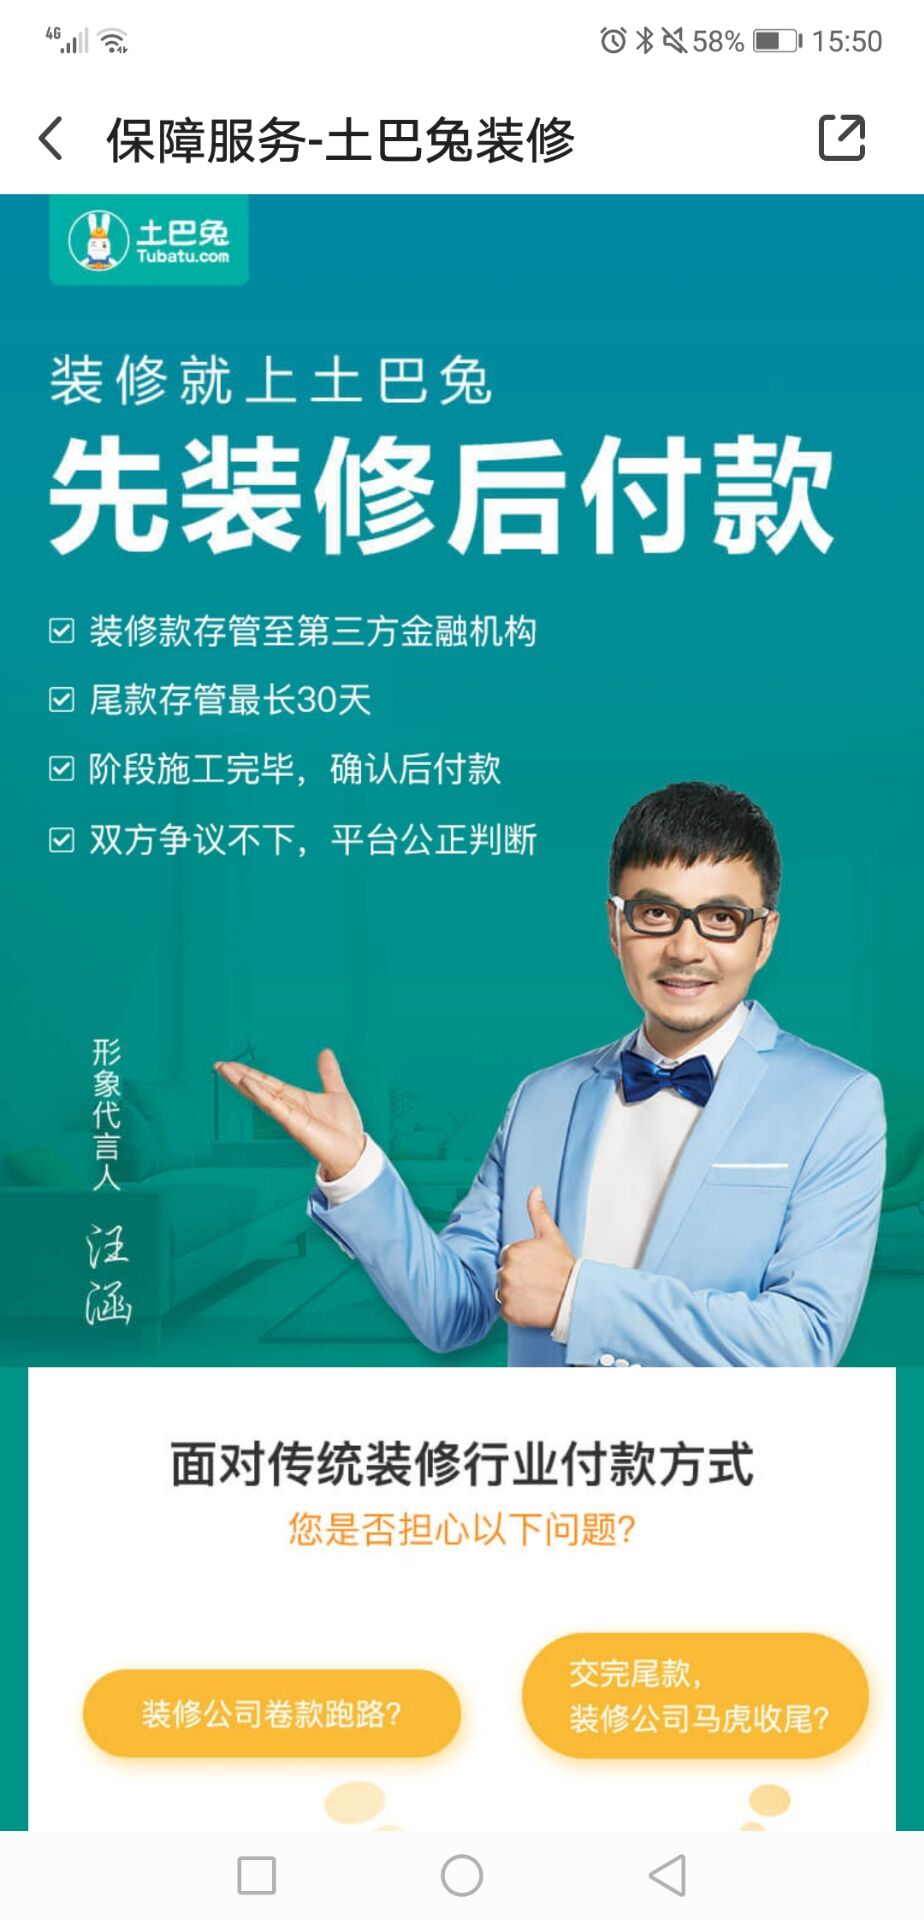 4G
58%
15:50
保障服务-土巴兔装修
土巴兔
Tubatu.com
装修就上土巴兔
先装修后付款
装修款存管至第三方金融机构
尾款存管最长30天
阶段施工完毕，确认后付款
双方争议不下，平台公正判断
形象代言人
汪涵
面对传统装修行业付款方式
您是否担心以下问题?
装修公司卷款跑路?
交完尾款，
装修公司马虎收尾?